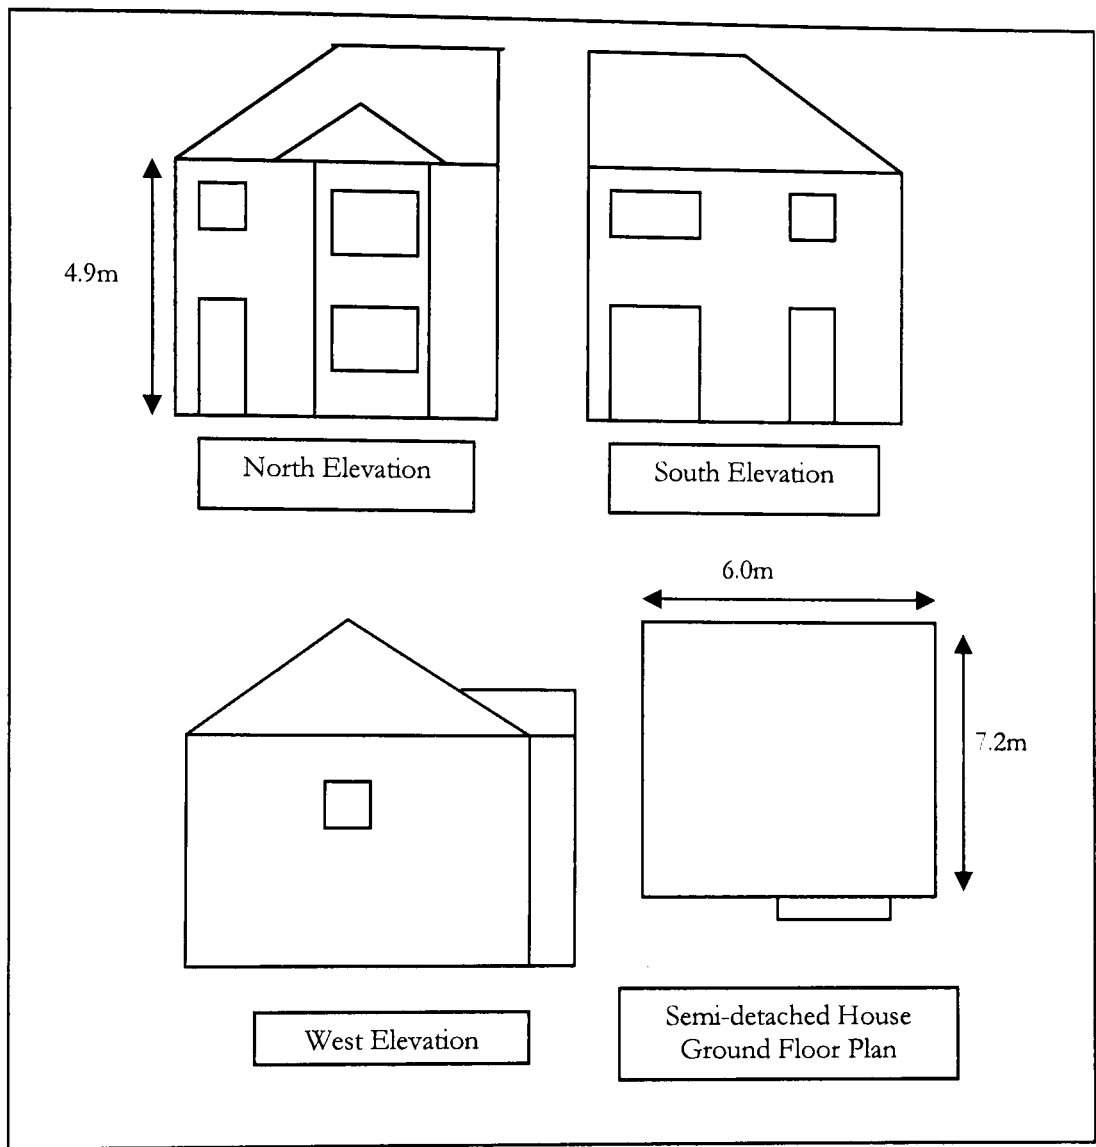 4.9m
North Elevation
South Elevation
6.0m
7.2m
West Elevation
Semi-detached House
Ground Floor Plan